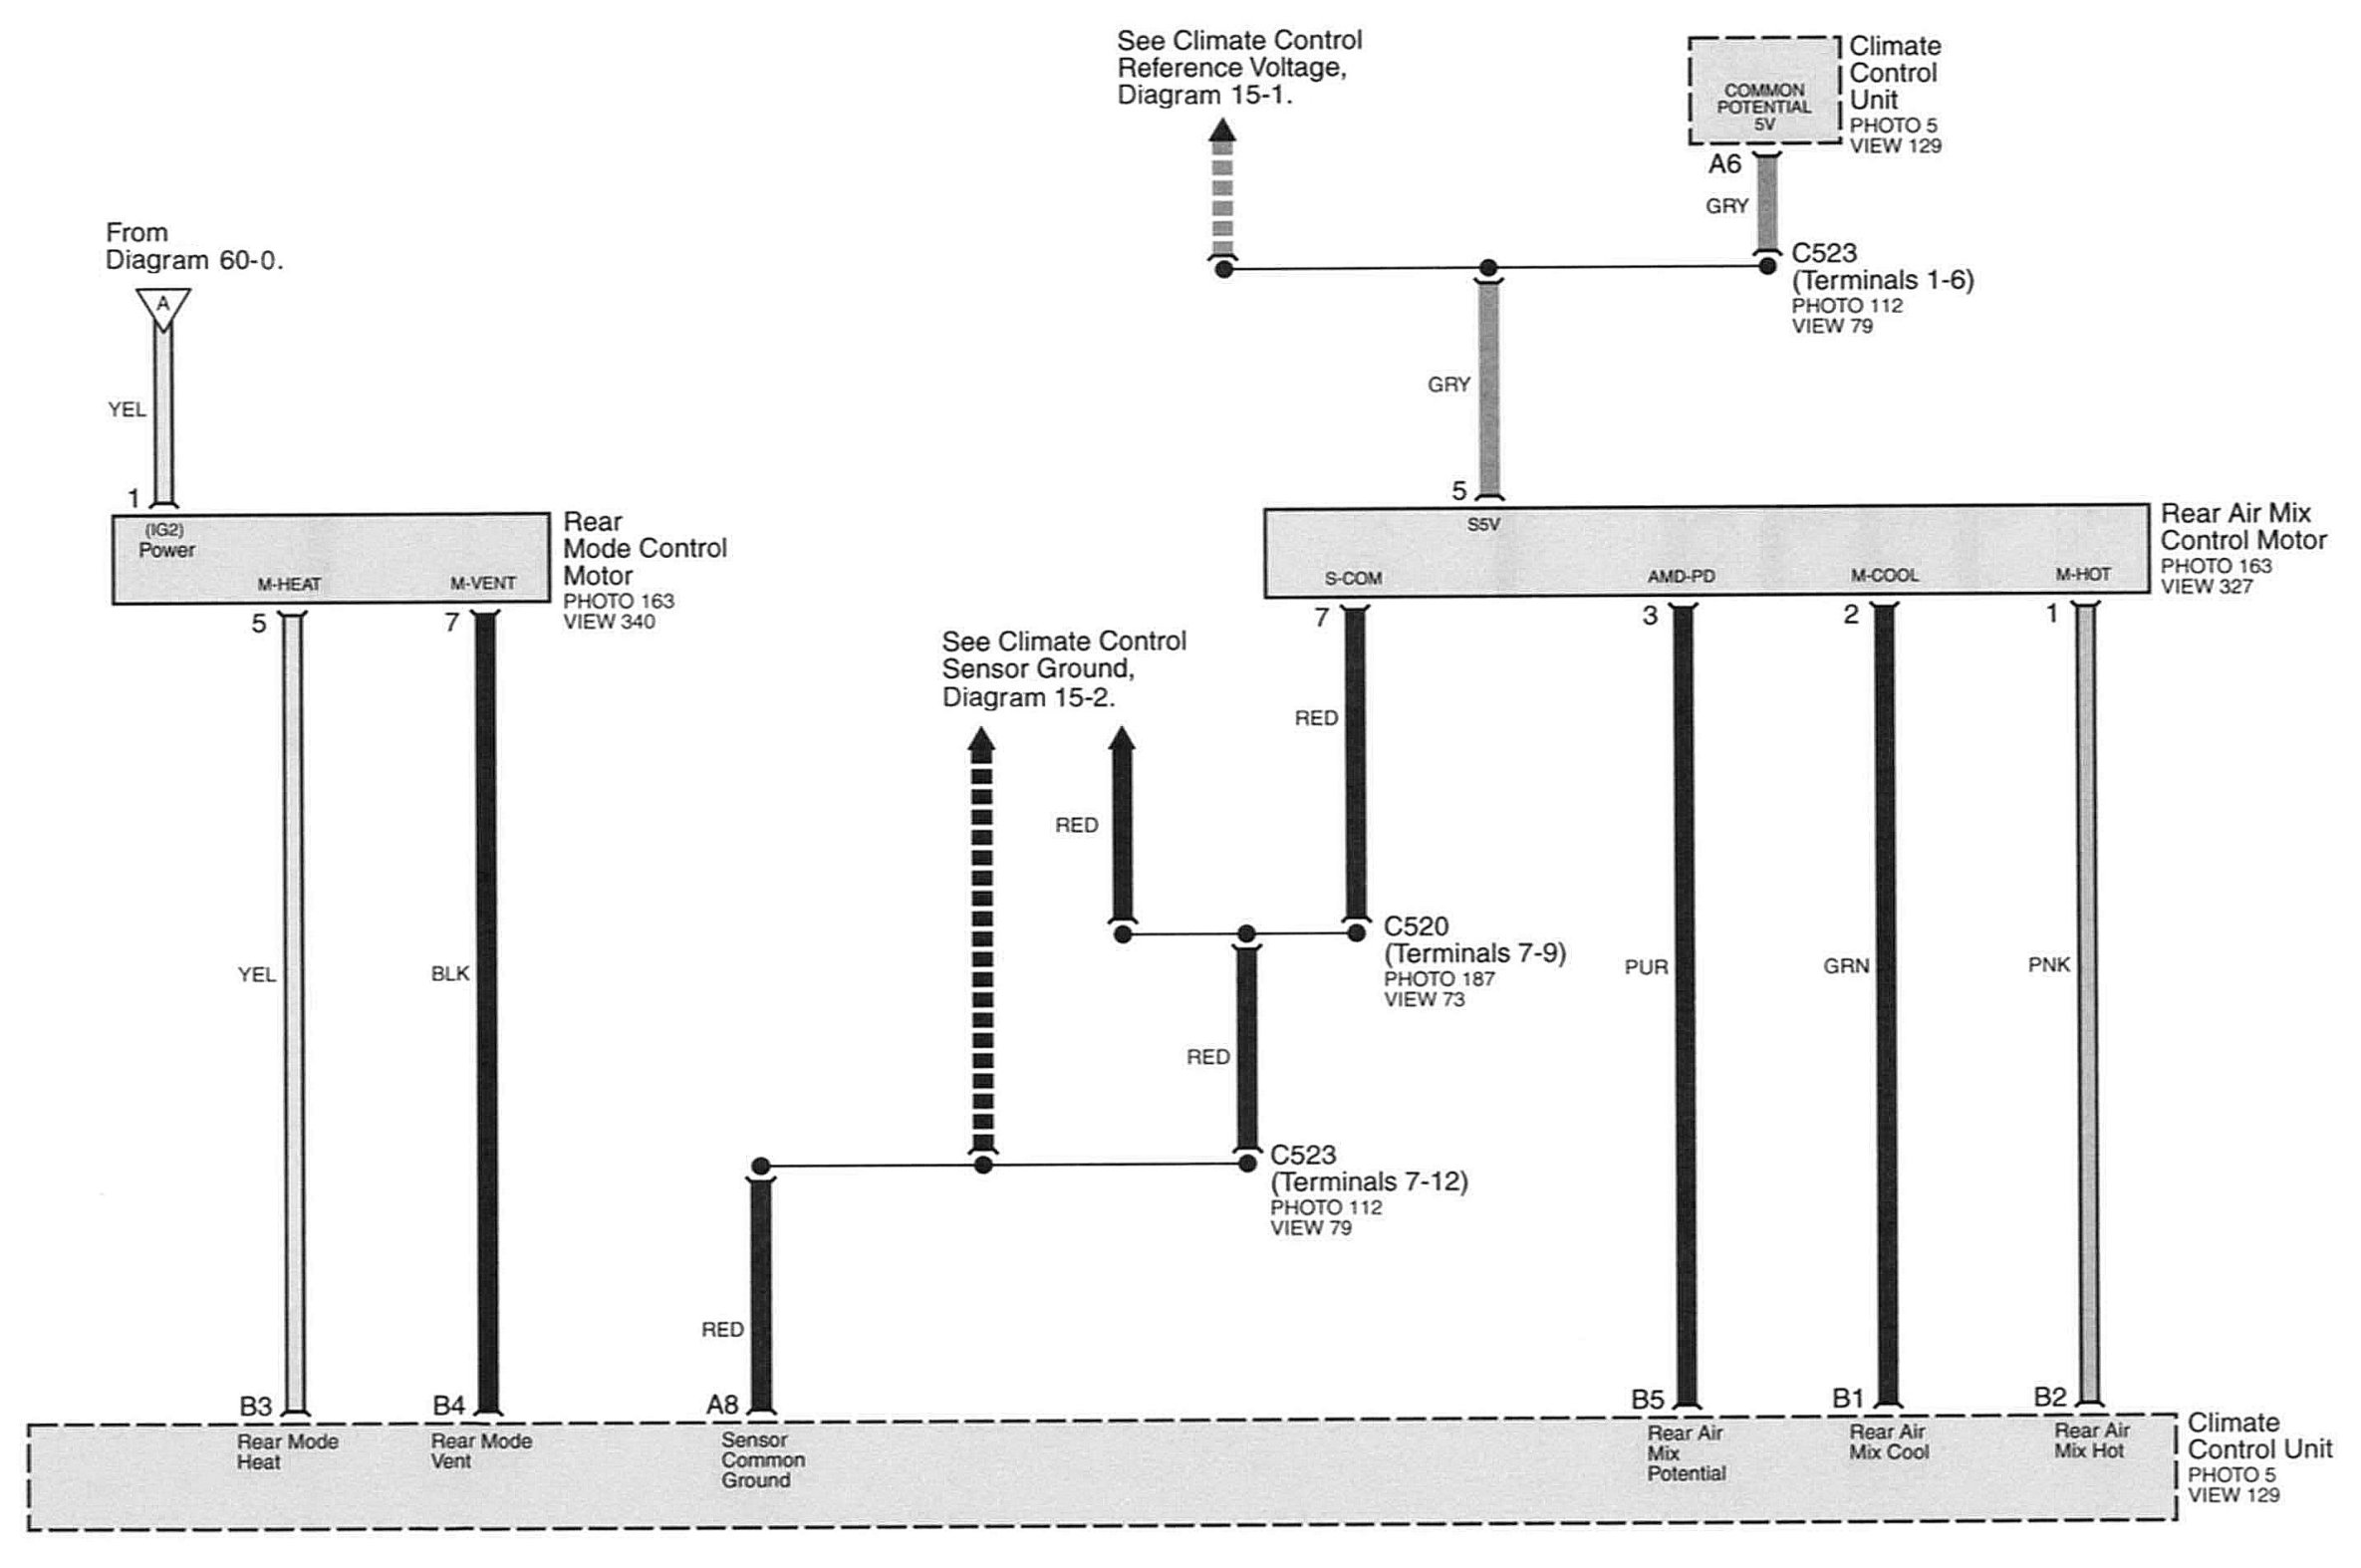 See Climate Control
Reference Voltage,
Diagram 15-1.
COMMON
POTENTIAL
5V
Climate
Control
Unit
PHOTO 5
VIEW 129
A6
GRY
C523
(Terminals 1-6)
PHOTO 112
VIEW 79
From
Diagram 60-0.
A
YEL
1
GRY
5
(IG2)
Power
M-HEAT
M-VENT
Rear
Mode Control
Motor
PHOTO 163
VIEW 340
5
7
S5V
S-COM
AMD-PD
M-COOL
M-HOT
Rear Air Mix
Control Motor
PHOTO 163
VIEW 327
7
3
2
1
See Climate Control
Sensor Ground,
Diagram 15-2.
RED
RED
C520
(Terminals 7-9)
PHOTO 187
VIEW 73
YEL
BLK
PUR
GRN
PNK
RED
C523
(Terminals 7-12)
PHOTO 112
VIEW 79
RED
B3
B4
A8
B5
B1
B2
Rear Mode
Heat
Rear Mode
Vent
Sensor
Common
Ground
Rear Air
Mix
Potential
Rear Air
Mix Cool
Rear Air
Mix Hot
Climate
Control Unit
PHOTO 5
VIEW 129